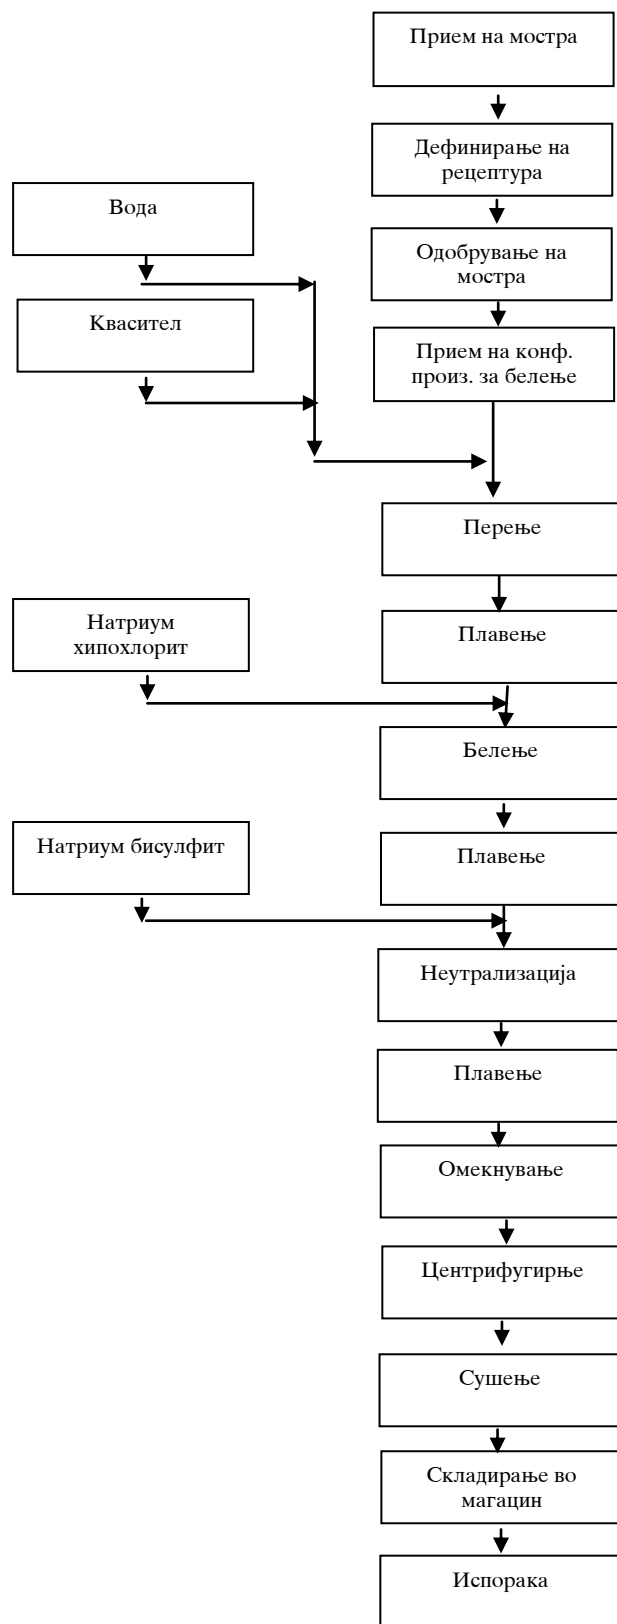 Прием на мостра
Дефинирање на
рецептура
Вода
Одобрување на
мостра
Квасител
Прием на конф.
произ. за белење
Перење
Натриум
хипохлорит
Плавење
Белење
Натриум бисулфит
Плавење
Неутрализација
Плавење
Омекнување
Центрифугирње
Сушење
Складирање во
магацин
Испорака